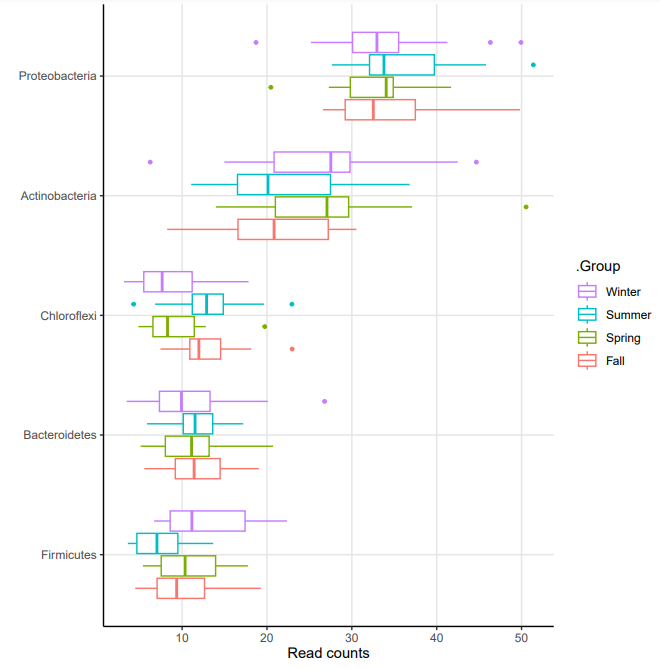 Proteobacteria
Actinobacteria
Chloroflexi
Bacteroidetes
Firmicutes
10 20 30 40 50
Read counts
.Group
Winter
Summer
Spring
Fall